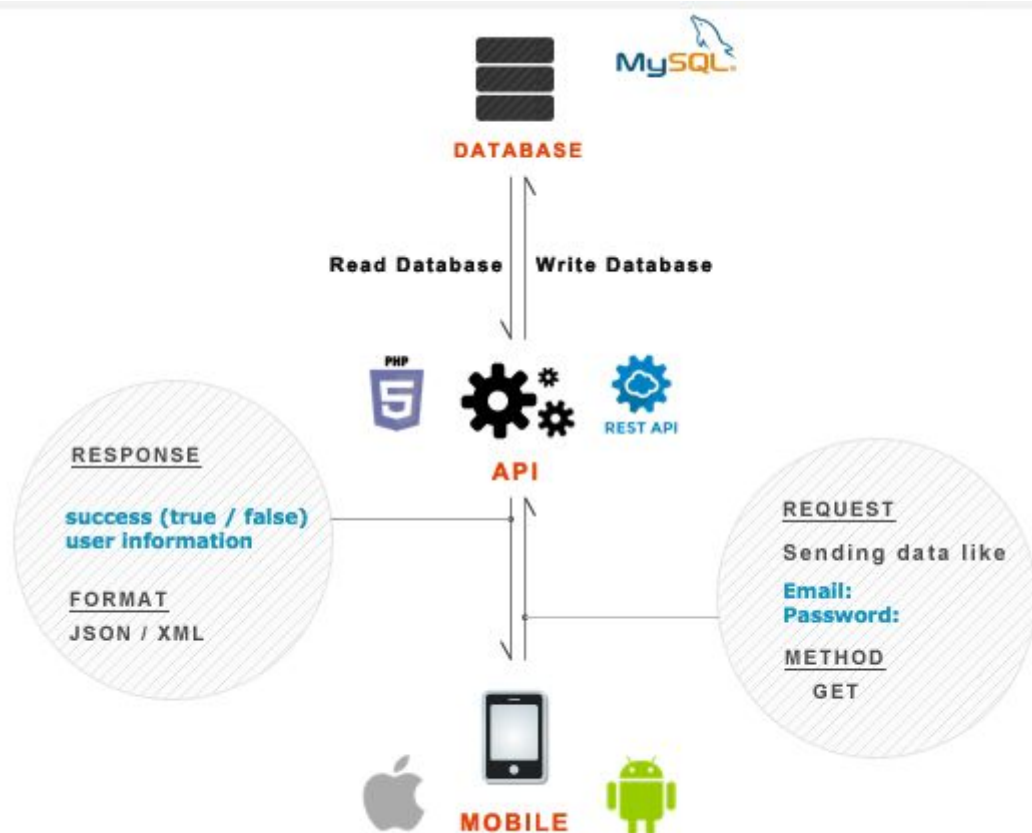 MySQL
DATABASE
Read Database
Write Database
PHP
5
REST API
API
RESPONSE
success (true / false)
user information
FORMAT
JSON / XML
REQUEST
Sending data like
Email:
Password:
METHOD
GET
MOBILE